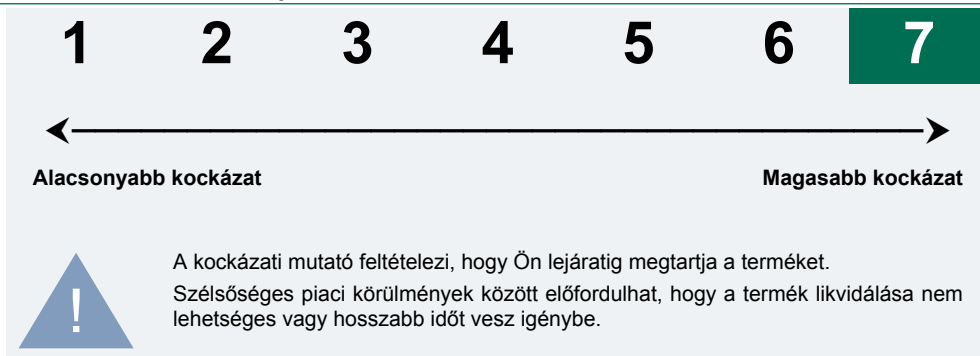 1 2 3 4 5 6 7
Alacsonyabb kockázat Magasabb kockázat
A kockázati mutató feltételezi, hogy Ön lejáratig megtartja a terméket.
Szélsőséges piaci körülmények között előfordulhat, hogy a termék likvidálása nem
lehetséges vagy hosszabb időt vesz igénybe.
!